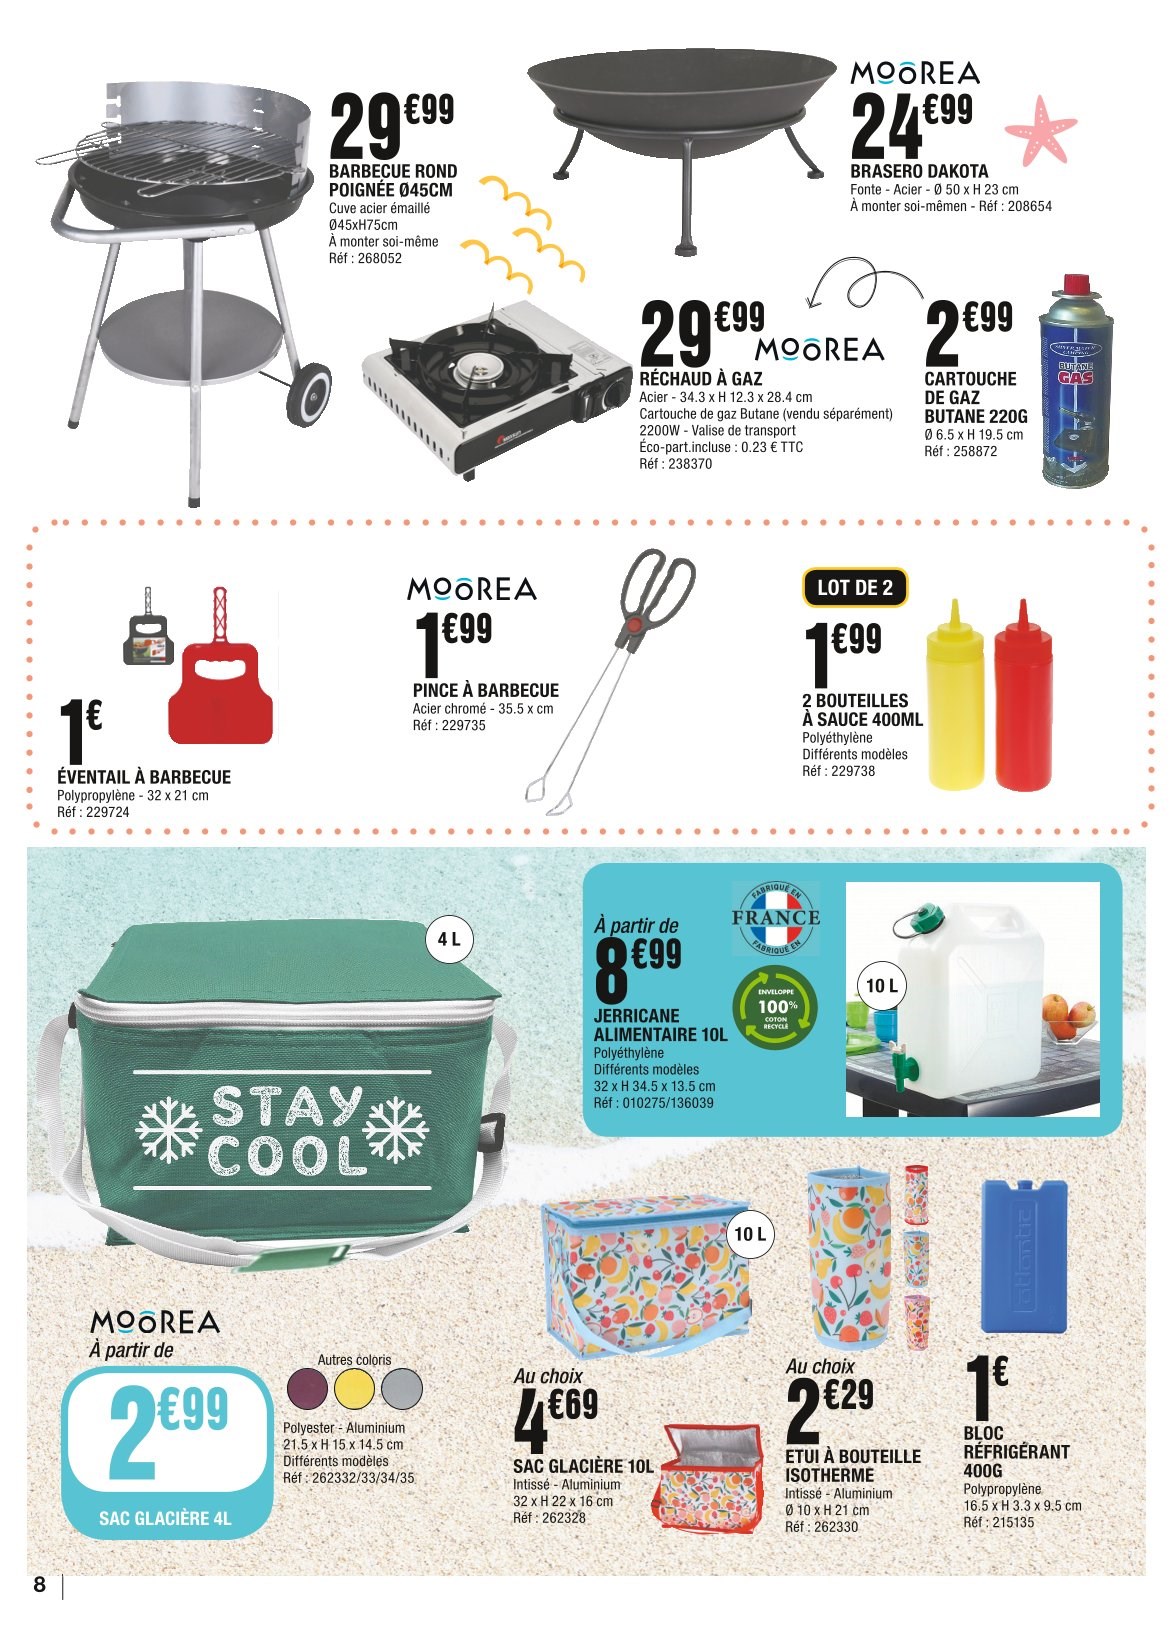 29€99
BARBECUE ROND
POIGNÉE Ø45CM
Cuve acier émaillé
Ø45xH75cm
À monter soi-même
Réf : 268052
MOOREA
24€99
BRASERO DAKOTA
Fonte - Acier - Ø 50 x H 23 cm
À monter soi-mêmen - Réf : 208654
29€99
MOOREA
RÉCHAUD À GAZ
Acier - 34.3 x H 12.3 x 28.4 cm
Cartouche de gaz Butane (vendu séparément)
2200W - Valise de transport
Éco-part.incluse : 0.23 € TTC
Réf : 238370
2€99
CARTOUCHE
DE GAZ
BUTANE 220G
Ø 6.5 x H 19.5 cm
Réf : 258872
BUTANE
GAS
1€
ÉVENTAIL À BARBECUE
Polypropylène - 32 x 21 cm
Réf : 229724
MOOREA
1€99
PINCE À BARBECUE
Acier chromé - 35.5 x cm
Réf : 229735
LOT DE 2
1€99
2 BOUTEILLES
À SAUCE 400ML
Polyéthylène
Différents modèles
Réf : 229738
4 L
STAY
COOL
À partir de
8€99
JERRICANE
ALIMENTAIRE 10L
Polyéthylène
Différents modèles
32 x H 34.5 x 13.5 cm
Réf : 010275/136039
FABRIQUÉ EN
FRANCE
FABRIQUÉ EN
ENVELOPPE
100%
COTON
RECYCLÉ
10 L
MOOREA
À partir de
2€99
SAC GLACIÈRE 4L
Autres coloris
Polyester - Aluminium
21.5 x H 15 x 14.5 cm
Différents modèles
Réf : 262332/33/34/35
10 L
Au choix
4€69
SAC GLACIÈRE 10L
Intissé - Aluminium
32 x H 22 x 16 cm
Réf : 262328
Au choix
2€29
ETUI À BOUTEILLE
ISOTHERME
Intissé - Aluminium
Ø 10 x H 21 cm
Réf : 262330
atlantic
1€
BLOC
RÉFRIGÉRANT
400G
Polypropylène
16.5 x H 3.3 x 9.5 cm
Réf : 215135
8